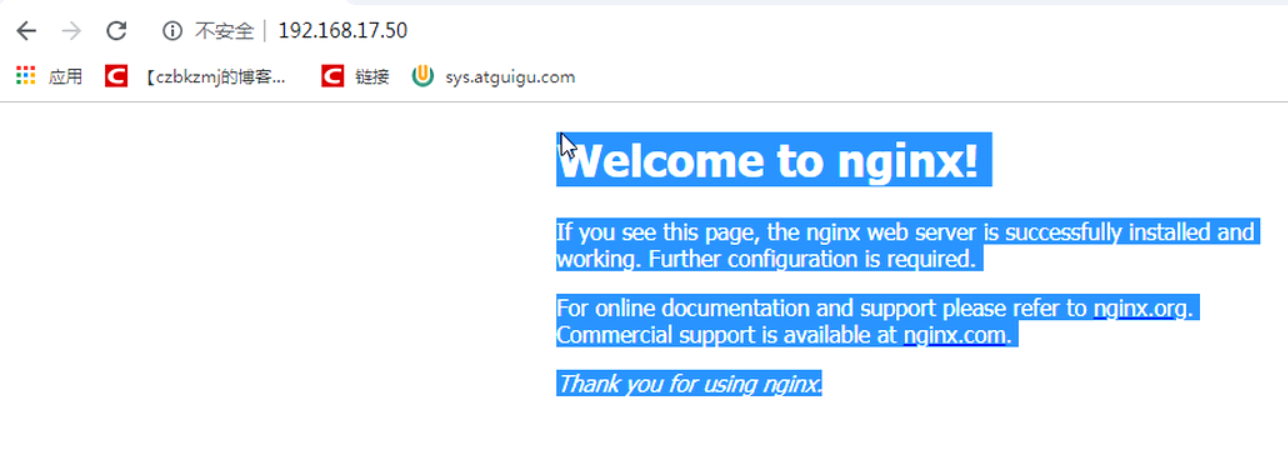 不安全 | 192.168.17.50
应用 【czbkzmj的博客... 链接 sys.atguigu.com
Welcome to nginx!
If you see this page, the nginx web server is successfully installed and
working. Further configuration is required.
For online documentation and support please refer to nginx.org.
Commercial support is available at nginx.com.
Thank you for using nginx.